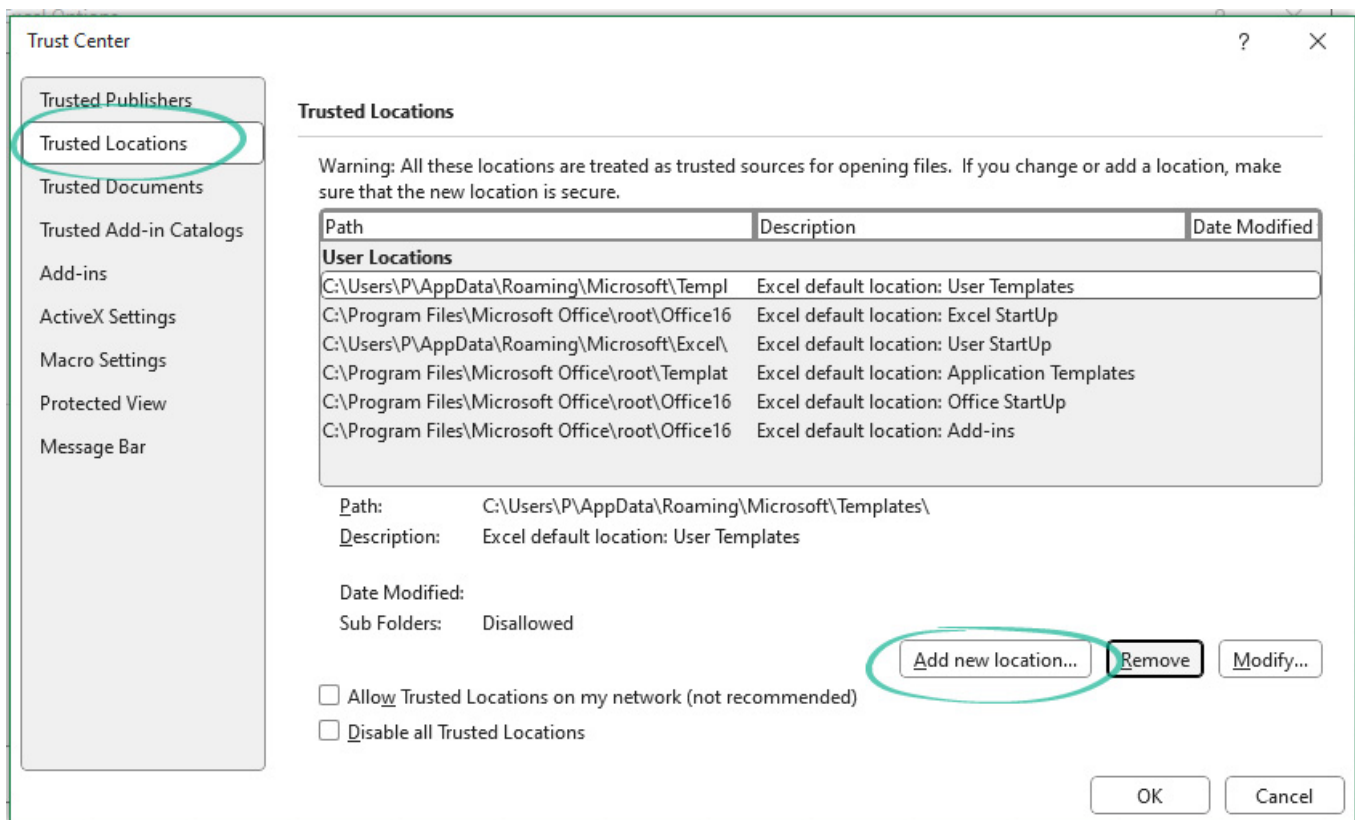 Trust Center
?
Trusted Publishers
Trusted Locations
Trusted Documents
Trusted Add-in Catalogs
Add-ins
ActiveX Settings
Macro Settings
Protected View
Message Bar
Trusted Locations
Warning: All these locations are treated as trusted sources for opening files.  If you change or add a location, make
sure that the new location is secure.
Path Description Date Modified
User Locations
C:\Users\P\AppData\Roaming\Microsoft\Templ Excel default location: User Templates
C:\Program Files\Microsoft Office\root\Office16 Excel default location: Excel StartUp
C:\Users\P\AppData\Roaming\Microsoft\Excel\ Excel default location: User StartUp
C:\Program Files\Microsoft Office\root\Templat Excel default location: Application Templates
C:\Program Files\Microsoft Office\root\Office16 Excel default location: Office StartUp
C:\Program Files\Microsoft Office\root\Office16 Excel default location: Add-ins
Path: C:\Users\P\AppData\Roaming\Microsoft\Templates\
Description: Excel default location: User Templates
Date Modified:
Sub Folders: Disallowed
Add new location... Remove Modify...
Allow Trusted Locations on my network (not recommended)
Disable all Trusted Locations
OK Cancel